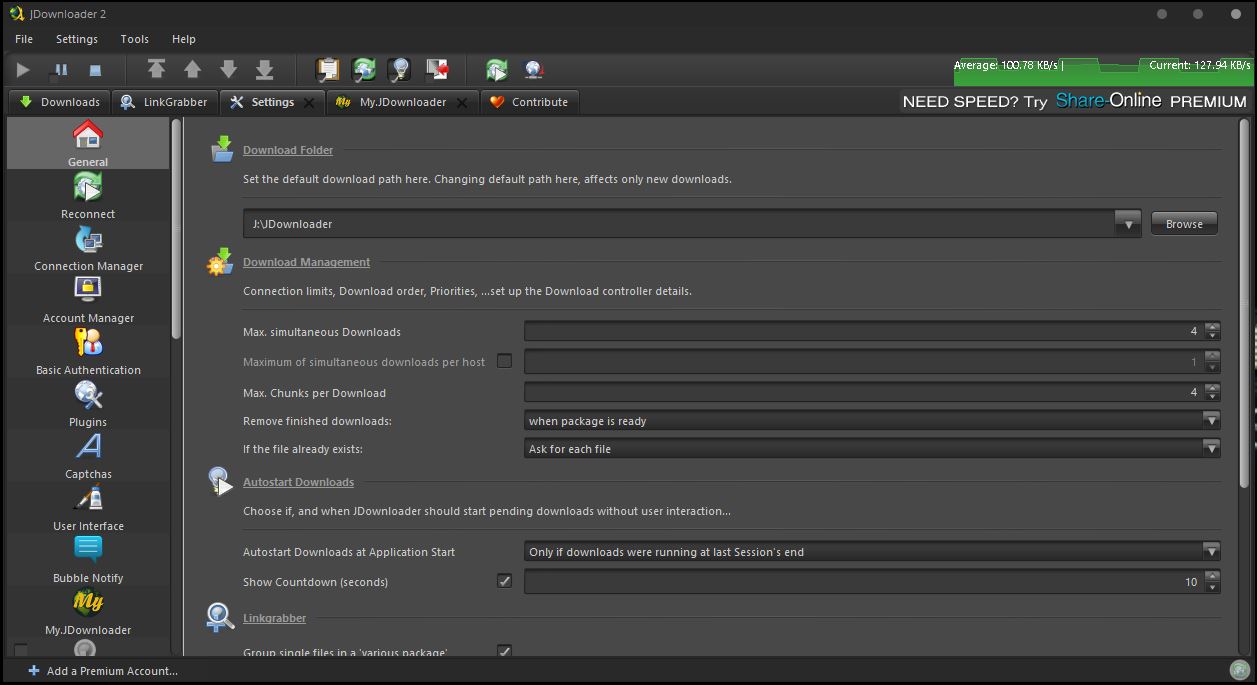 JDownloader 2
File Settings Tools Help
Average: 100.78 KB/s Current: 127.94 KB/s
Downloads LinkGrabber Settings My.JDownloader Contribute
NEED SPEED? Try Share-Online PREMIUM
General
Reconnect
Connection Manager
Account Manager
Basic Authentication
Plugins
Captchas
User Interface
Bubble Notify
My.JDownloader
Download Folder
Set the default download path here. Changing default path here, affects only new downloads.
J:\JDownloader Browse
Download Management
Connection limits, Download order, Priorities, ...set up the Download controller details.
Max. simultaneous Downloads 4
Maximum of simultaneous downloads per host 1
Max. Chunks per Download 4
Remove finished downloads: when package is ready
If the file already exists: Ask for each file
Autostart Downloads
Choose if, and when JDownloader should start pending downloads without user interaction...
Autostart Downloads at Application Start Only if downloads were running at last Session's end
Show Countdown (seconds) 10
Linkgrabber
Group single files in a 'various package'
Add a Premium Account...